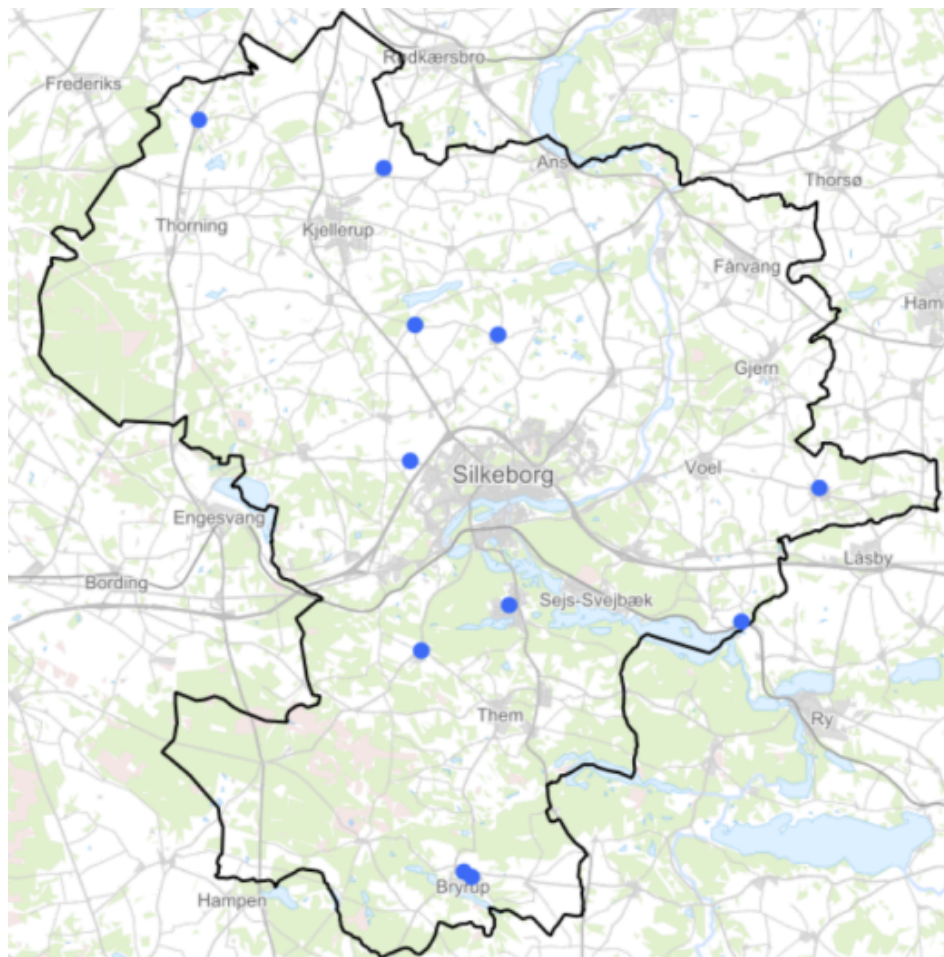 Rødkærsbro
Frederiks
Ans
Thorsø
Thorning
Kjellerup
Fårvang
Ham
Gjern
Silkeborg
Voel
Engesvang
Låsby
Bording
Sejs-Svejbæk
Them
Ry
Bryrup
Hampen